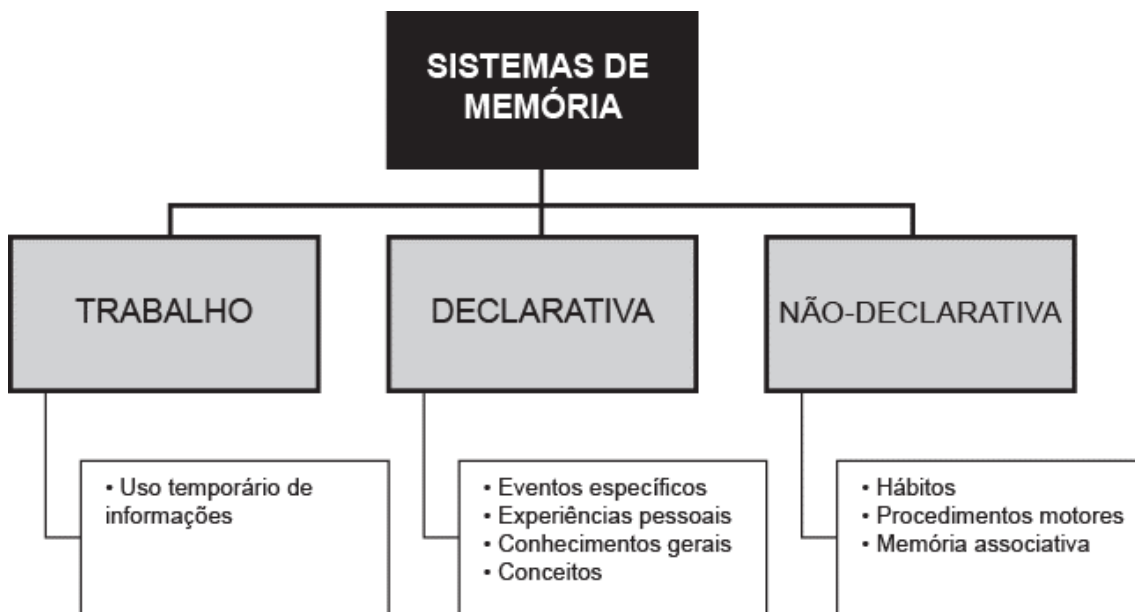 SISTEMAS DE
MEMÓRIA
TRABALHO
DECLARATIVA
NÃO-DECLARATIVA
• Uso temporário de
informações
• Eventos específicos
• Experiências pessoais
• Conhecimentos gerais
• Conceitos
• Hábitos
• Procedimentos motores
• Memória associativa